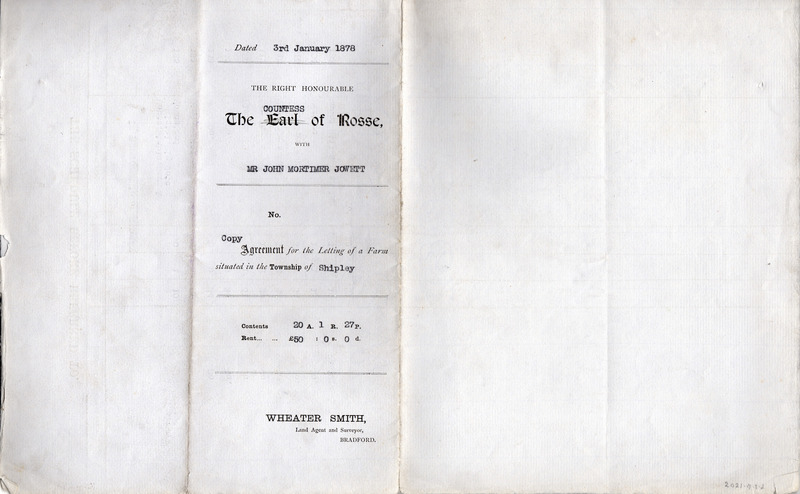 Dated 3rd January 1878
THE RIGHT HONOURABLE
COUNTESS
The Earl of Rosse,
WITH
MR JOHN MORTIMER JOWETT
No.
Copy
Agreement for the Letting of a Farm
situated in the Township of Shipley
Contents 20 A. 1 R. 27P.
Rent... ... £50 : 0 s. 0 d.
WHEATER SMITH,
Land Agent and Surveyor,
BRADFORD.